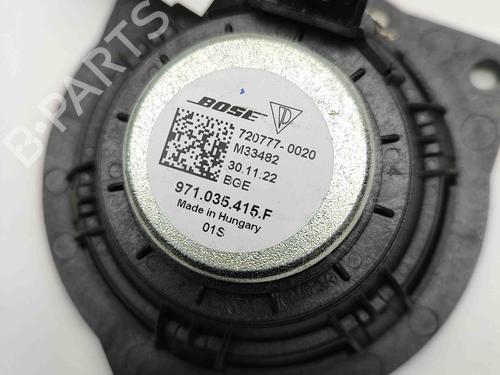 B-PARTS
BOSE
720777-0020
M33482
30.11.22
BGE
971.035.415.F
Made in Hungary
01S